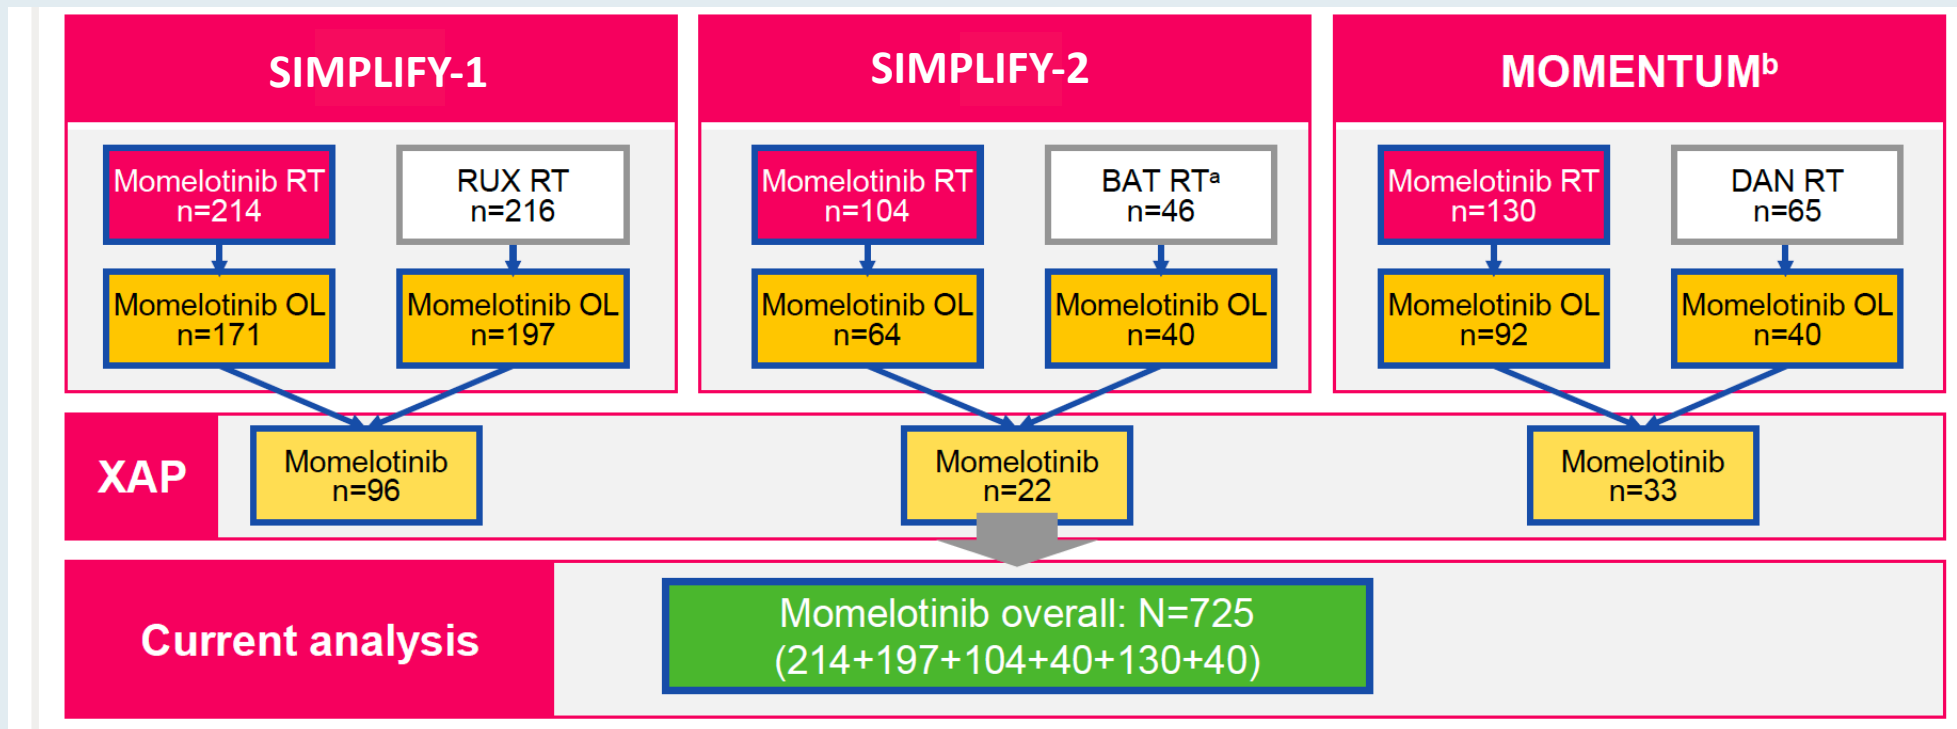 SIMPLIFY-1
SIMPLIFY-2
MOMENTUMᵇ
Momelotinib RT
n=214
RUX RT
n=216
Momelotinib RT
n=104
BAT RTᵃ
n=46
Momelotinib RT
n=130
DAN RT
n=65
Momelotinib OL
n=171
Momelotinib OL
n=197
Momelotinib OL
n=64
Momelotinib OL
n=40
Momelotinib OL
n=92
Momelotinib OL
n=40
XAP
Momelotinib
n=96
Momelotinib
n=22
Momelotinib
n=33
Current analysis
Momelotinib overall: N=725
(214+197+104+40+130+40)